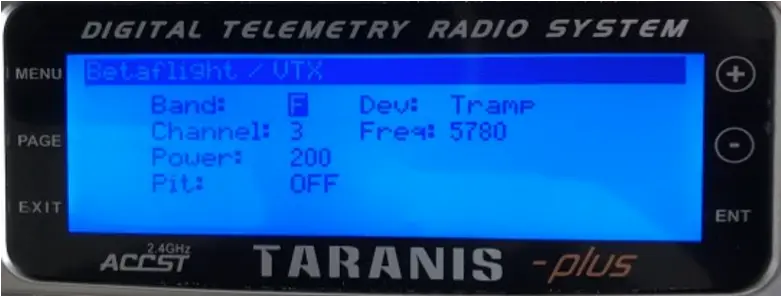 DIGITAL TELEMETRY RADIO SYSTEM
MENU
PAGE
EXIT
Betaflight / VTX
Band: F Dev: Tramp
Channel: 3 Freq: 5780
Power: 200
Pit: OFF
+
-
ENT
2.4GHz
ACCST
TARANIS -plus